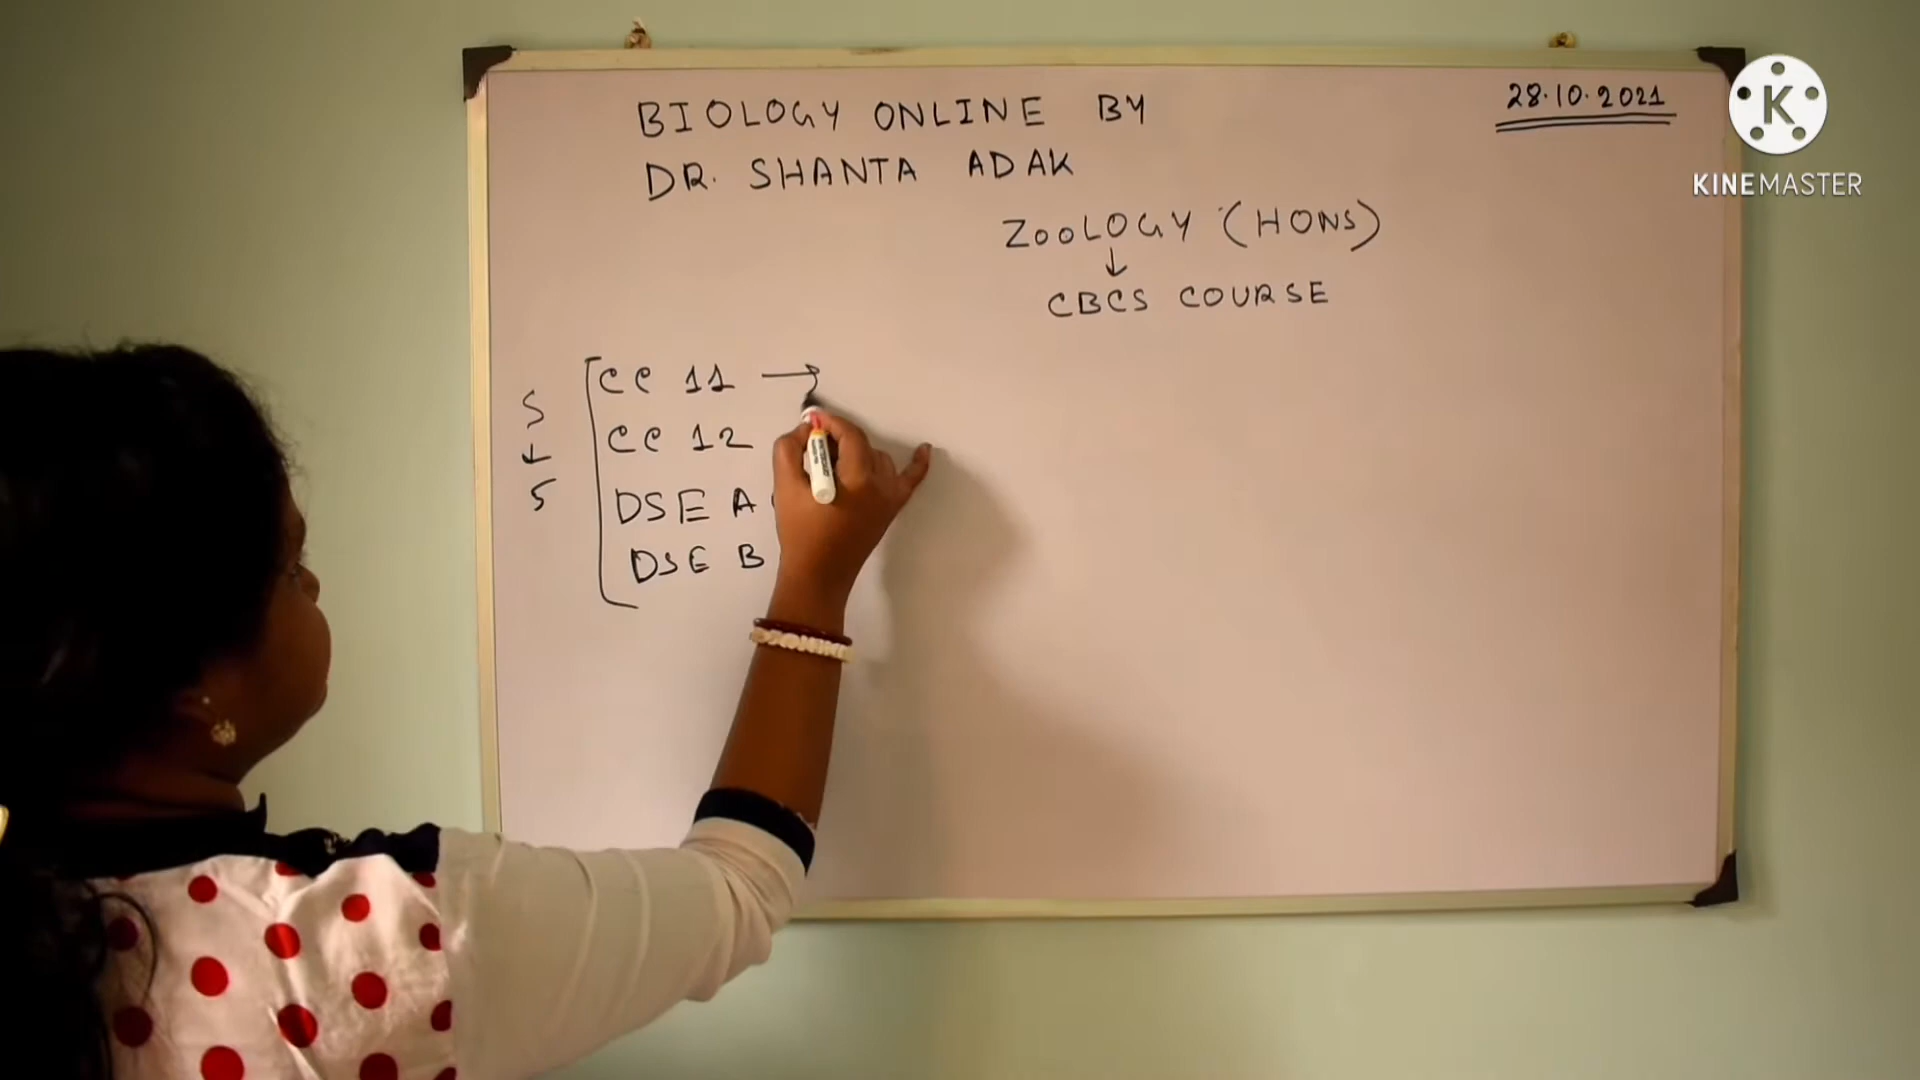 BIOLOGY ONLINE BY
28.10.2021
DR. SHANTA ADAK
ZOOLOGY (HONS)
↓
CBCS COURSE
CC 11 →
CC 12
DSE A
DSE B
S
↓
5
K
KINEMASTER